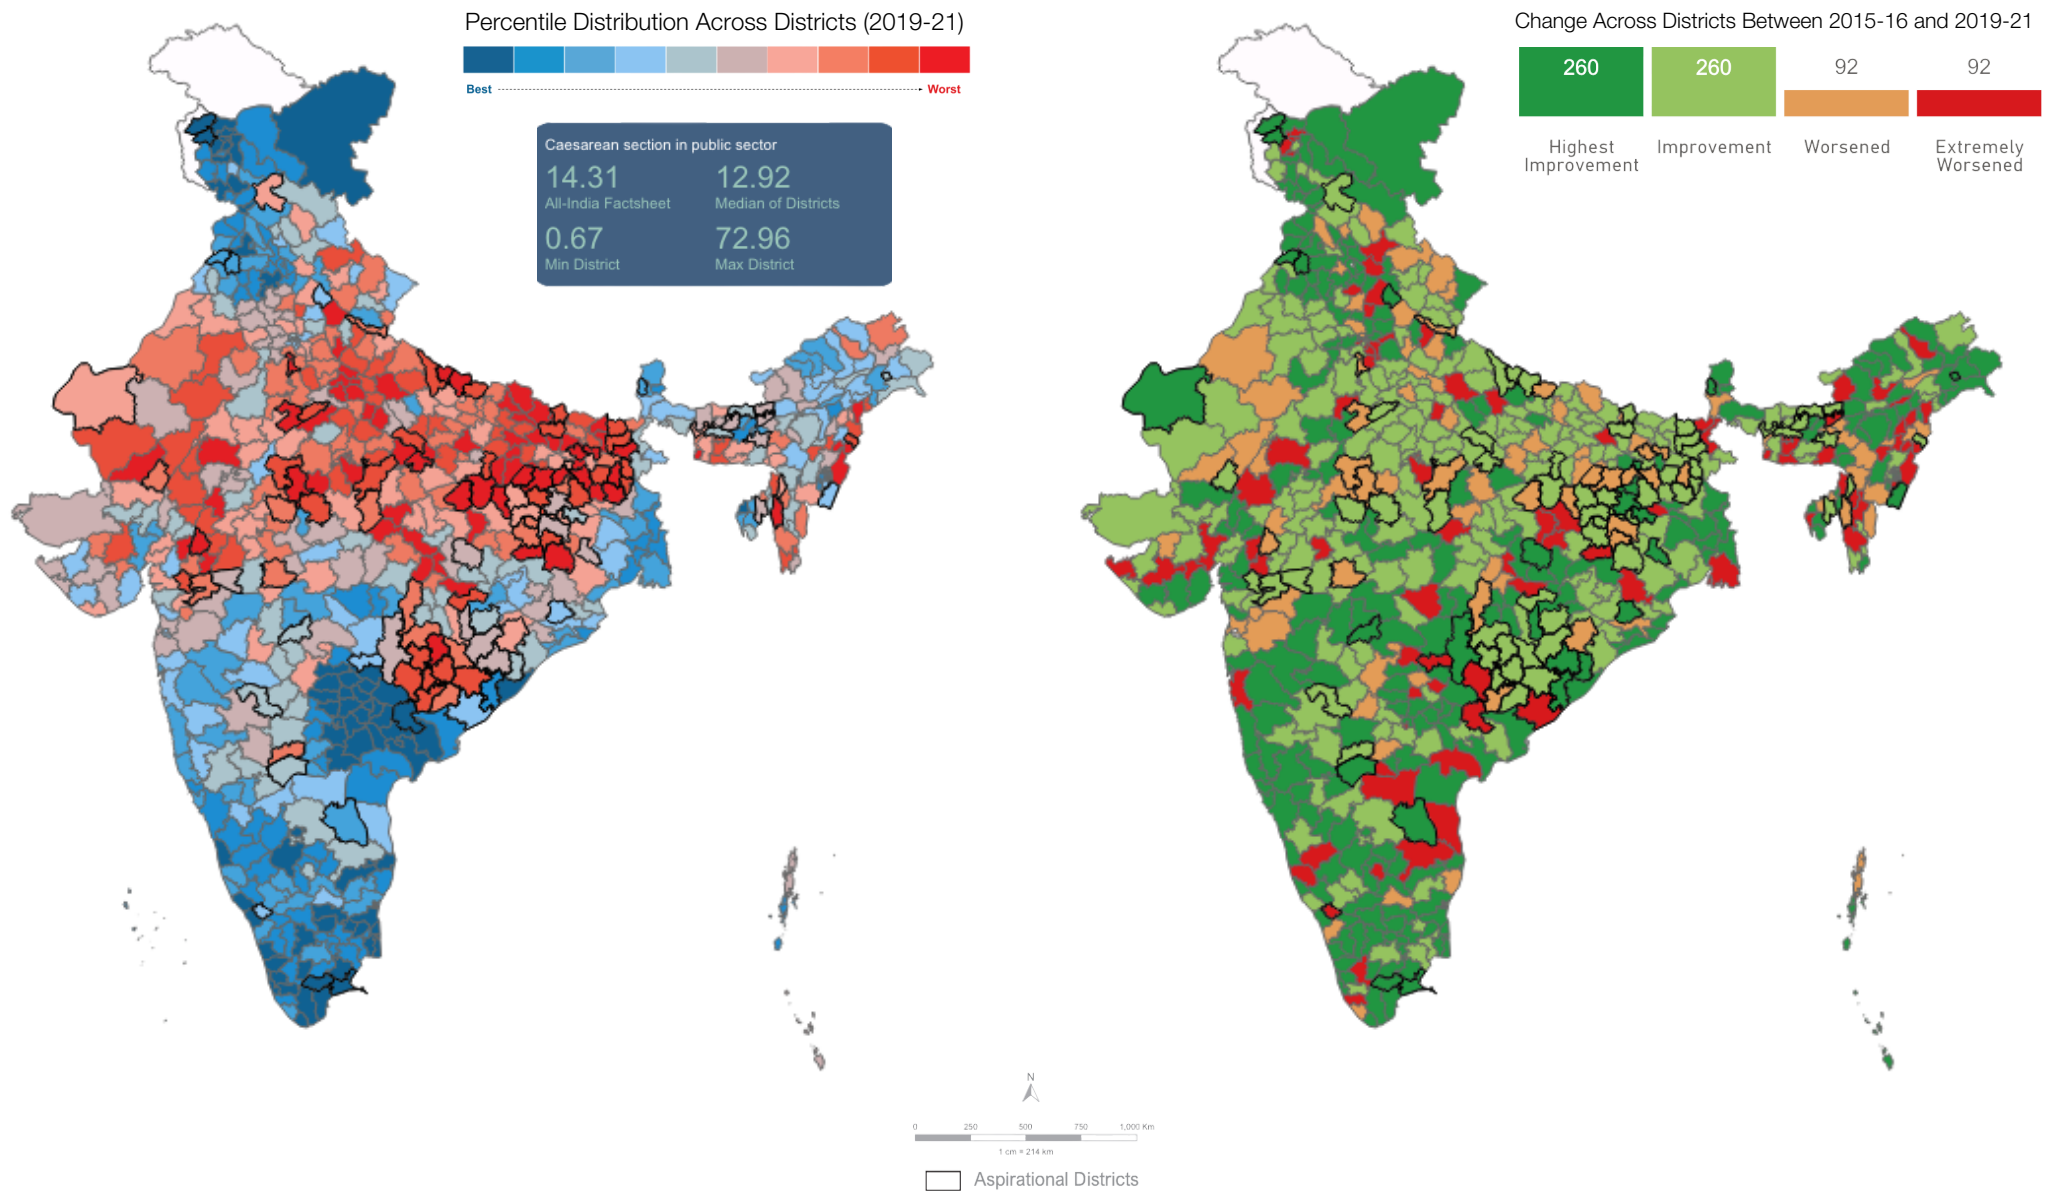 Percentile Distribution Across Districts (2019-21)
Best
Worst
Caesarean section in public sector
14.31
12.92
All-India Factsheet
Median of Districts
0.67
72.96
Min District
Max District
Change Across Districts Between 2015-16 and 2019-21
260
260
92
92
Highest
Improvement
Improvement
Worsened
Extremely
Worsened
N
0
250
500
750
1,000 Km
1 cm = 214 km
Aspirational Districts